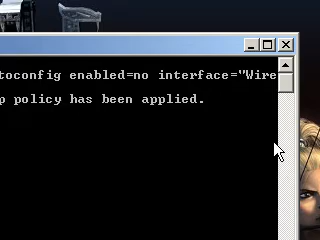 toconfig enabled=no interface="Wire
p policy has been applied.